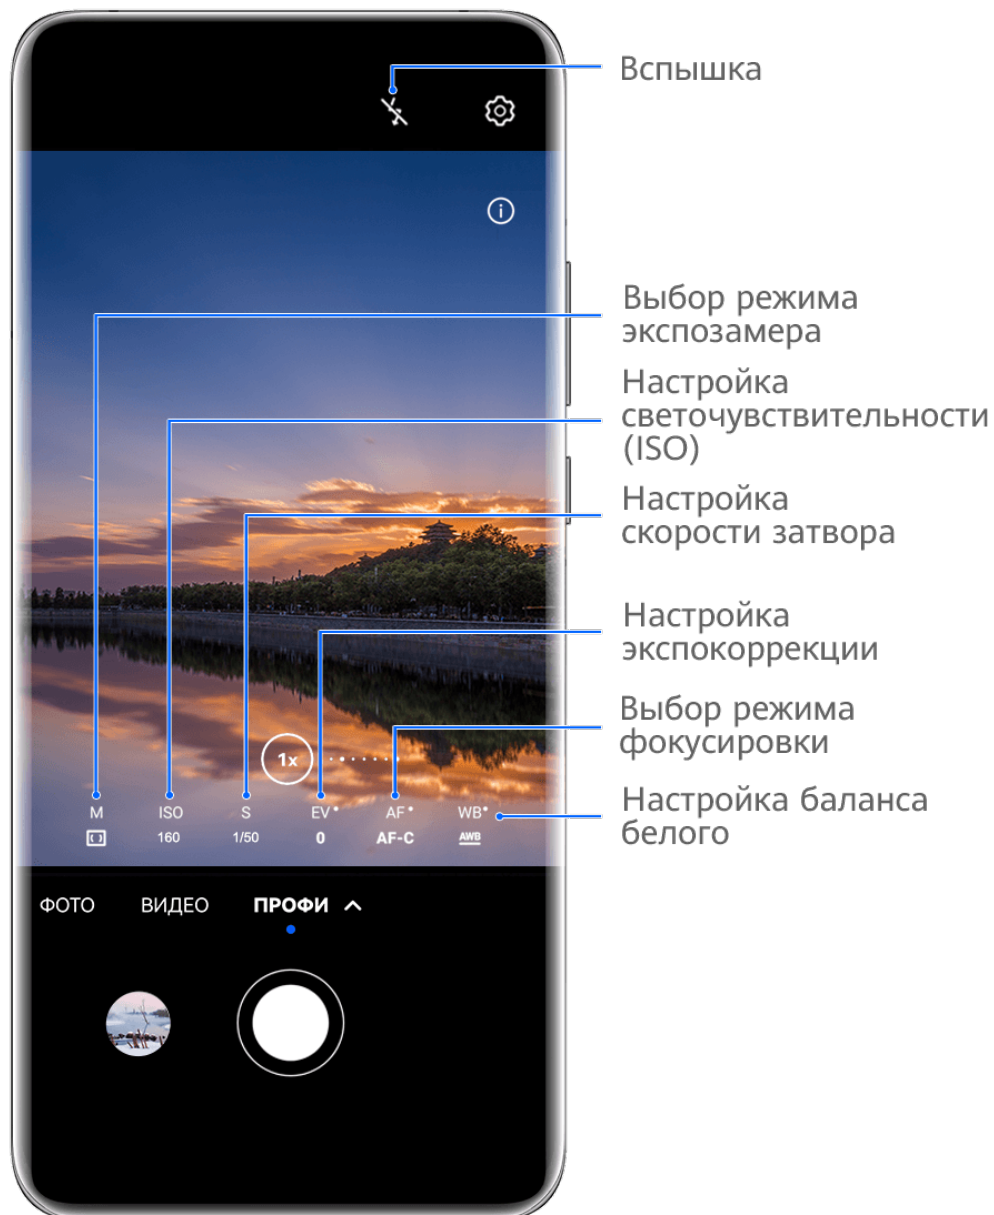 Вспышка
Выбор режима
экспозамера
Настройка
светочувствительности
(ISO)
Настройка
скорости затвора
Настройка
экспокоррекции
Выбор режима
фокусировки
Настройка баланса
белого
1x
M ISO S EV AF WB
160 1/50 0 AF-C AWB
ФОТО ВИДЕО ПРОФИ